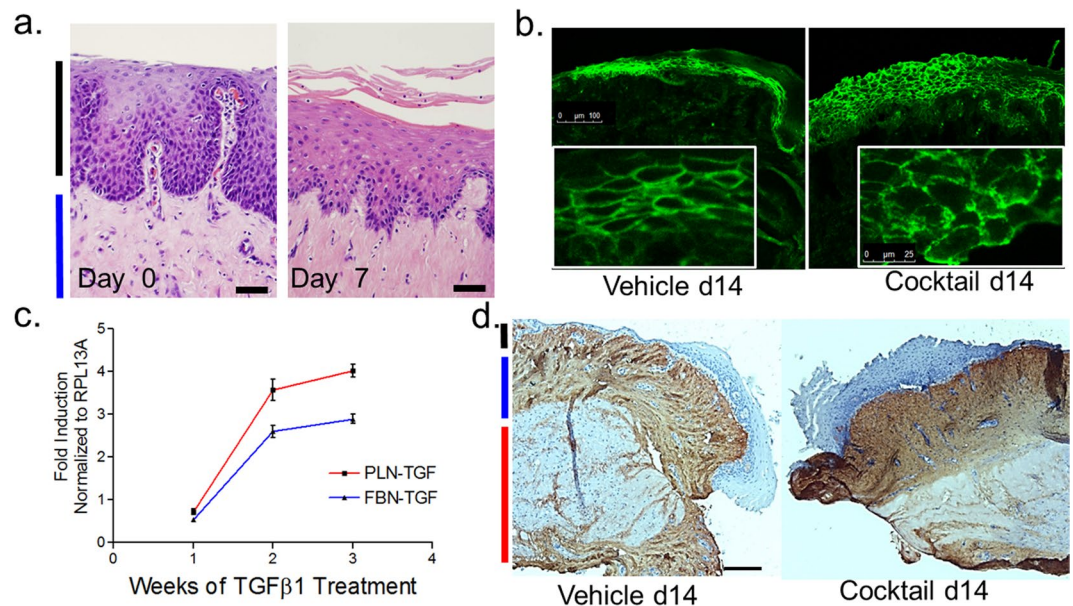 a.
Day 0
Day 7
b.
0 µm 100
0 µm 25
Vehicle d14
Cocktail d14
c.
Fold Induction
Normalized to RPL13A
5
4
3
2
1
0
PLN-TGF
FBN-TGF
0 1 2 3 4
Weeks of TGFβ1 Treatment
d.
Vehicle d14
Cocktail d14